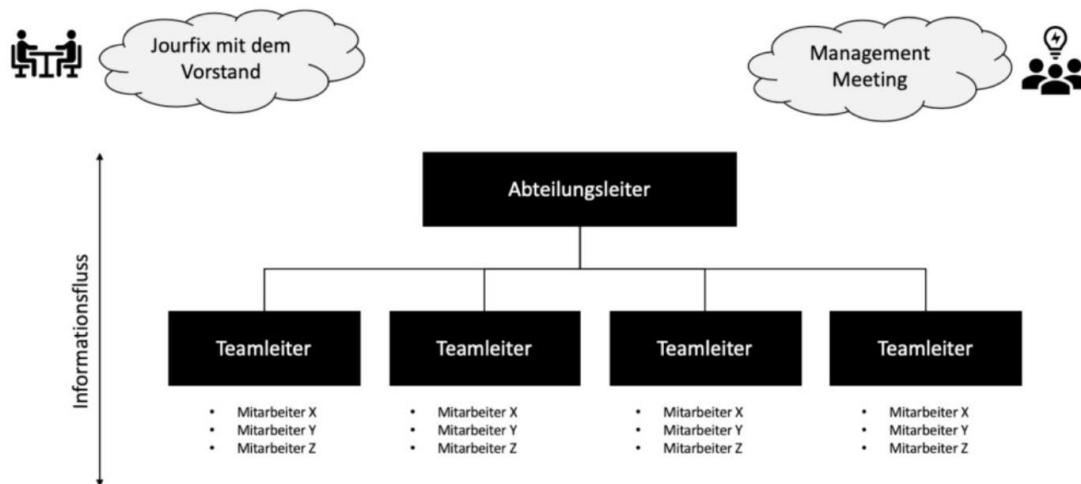 Jourfix mit dem
Vorstand
Management
Meeting
Abteilungsleiter
Informationsfluss
Teamleiter
Teamleiter
Teamleiter
Teamleiter
• Mitarbeiter X
• Mitarbeiter Y
• Mitarbeiter Z
• Mitarbeiter X
• Mitarbeiter Y
• Mitarbeiter Z
• Mitarbeiter X
• Mitarbeiter Y
• Mitarbeiter Z
• Mitarbeiter X
• Mitarbeiter Y
• Mitarbeiter Z